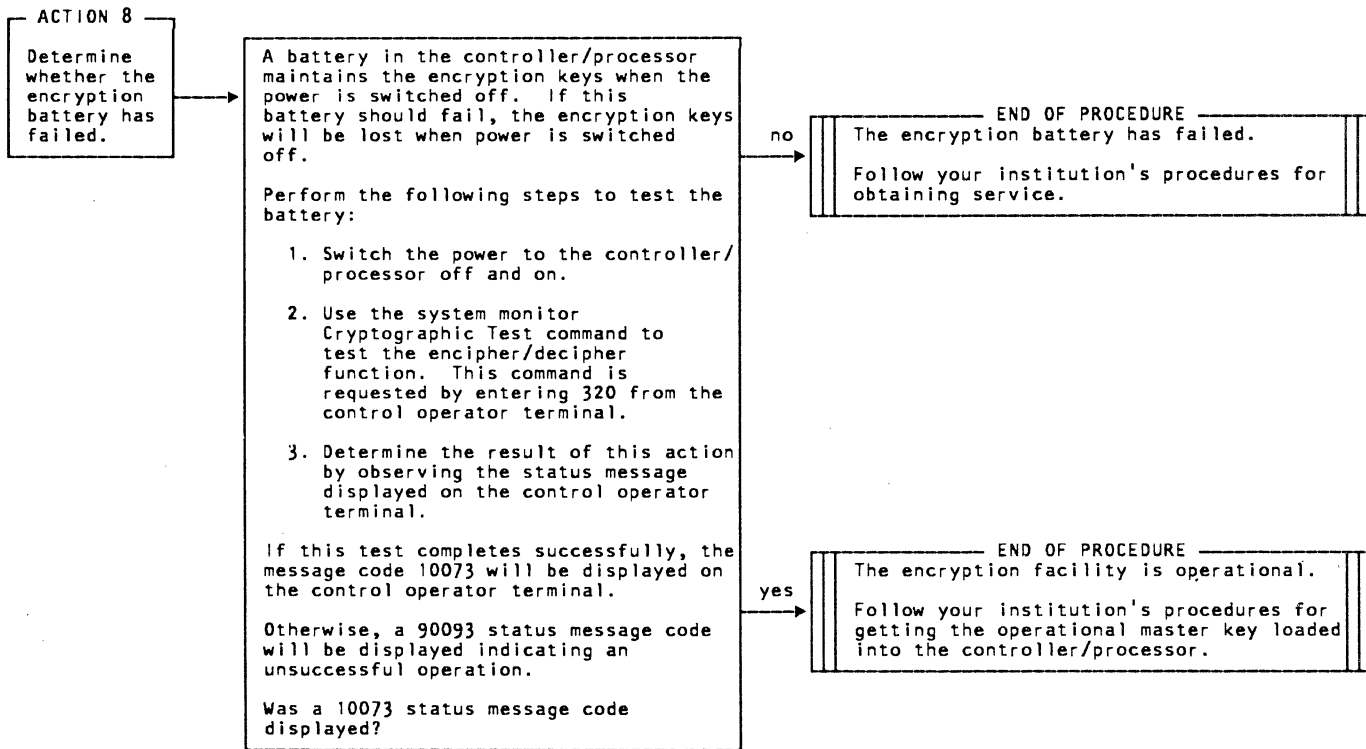 ACTION 8
Determine
whether the
encryption
battery has
failed.
A battery in the controller/processor
maintains the encryption keys when the
power is switched off. If this
battery should fail, the encryption keys
will be lost when power is switched
off.
Perform the following steps to test the
battery:
1. Switch the power to the controller/
processor off and on.
2. Use the system monitor
Cryptographic Test command to
test the encipher/decipher
function. This command is
requested by entering 320 from the
control operator terminal.
3. Determine the result of this action
by observing the status message
displayed on the control operator
terminal.
If this test completes successfully, the
message code 10073 will be displayed on
the control operator terminal.
Otherwise, a 90093 status message code
will be displayed indicating an
unsuccessful operation.
Was a 10073 status message code
displayed?
no
END OF PROCEDURE
The encryption battery has failed.
Follow your institution's procedures for
obtaining service.
yes
END OF PROCEDURE
The encryption facility is operational.
Follow your institution's procedures for
getting the operational master key loaded
into the controller/processor.